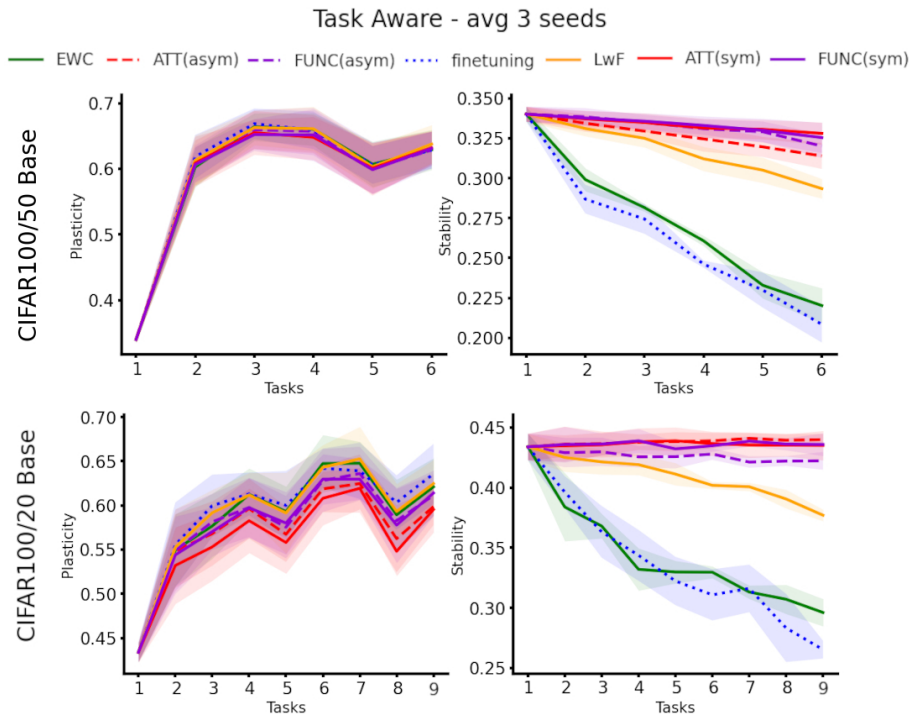 Task Aware - avg 3 seeds
EWC ATT(asym) FUNC(asym) finetuning LwF ATT(sym) FUNC(sym)
CIFAR100/50 Base
Plasticity
0.7
0.6
0.5
0.4
1 2 3 4 5 6
Tasks
Stability
0.350
0.325
0.300
0.275
0.250
0.225
0.200
1 2 3 4 5 6
Tasks
CIFAR100/20 Base
Plasticity
0.70
0.65
0.60
0.55
0.50
0.45
1 2 3 4 5 6 7 8 9
Tasks
Stability
0.45
0.40
0.35
0.30
0.25
1 2 3 4 5 6 7 8 9
Tasks